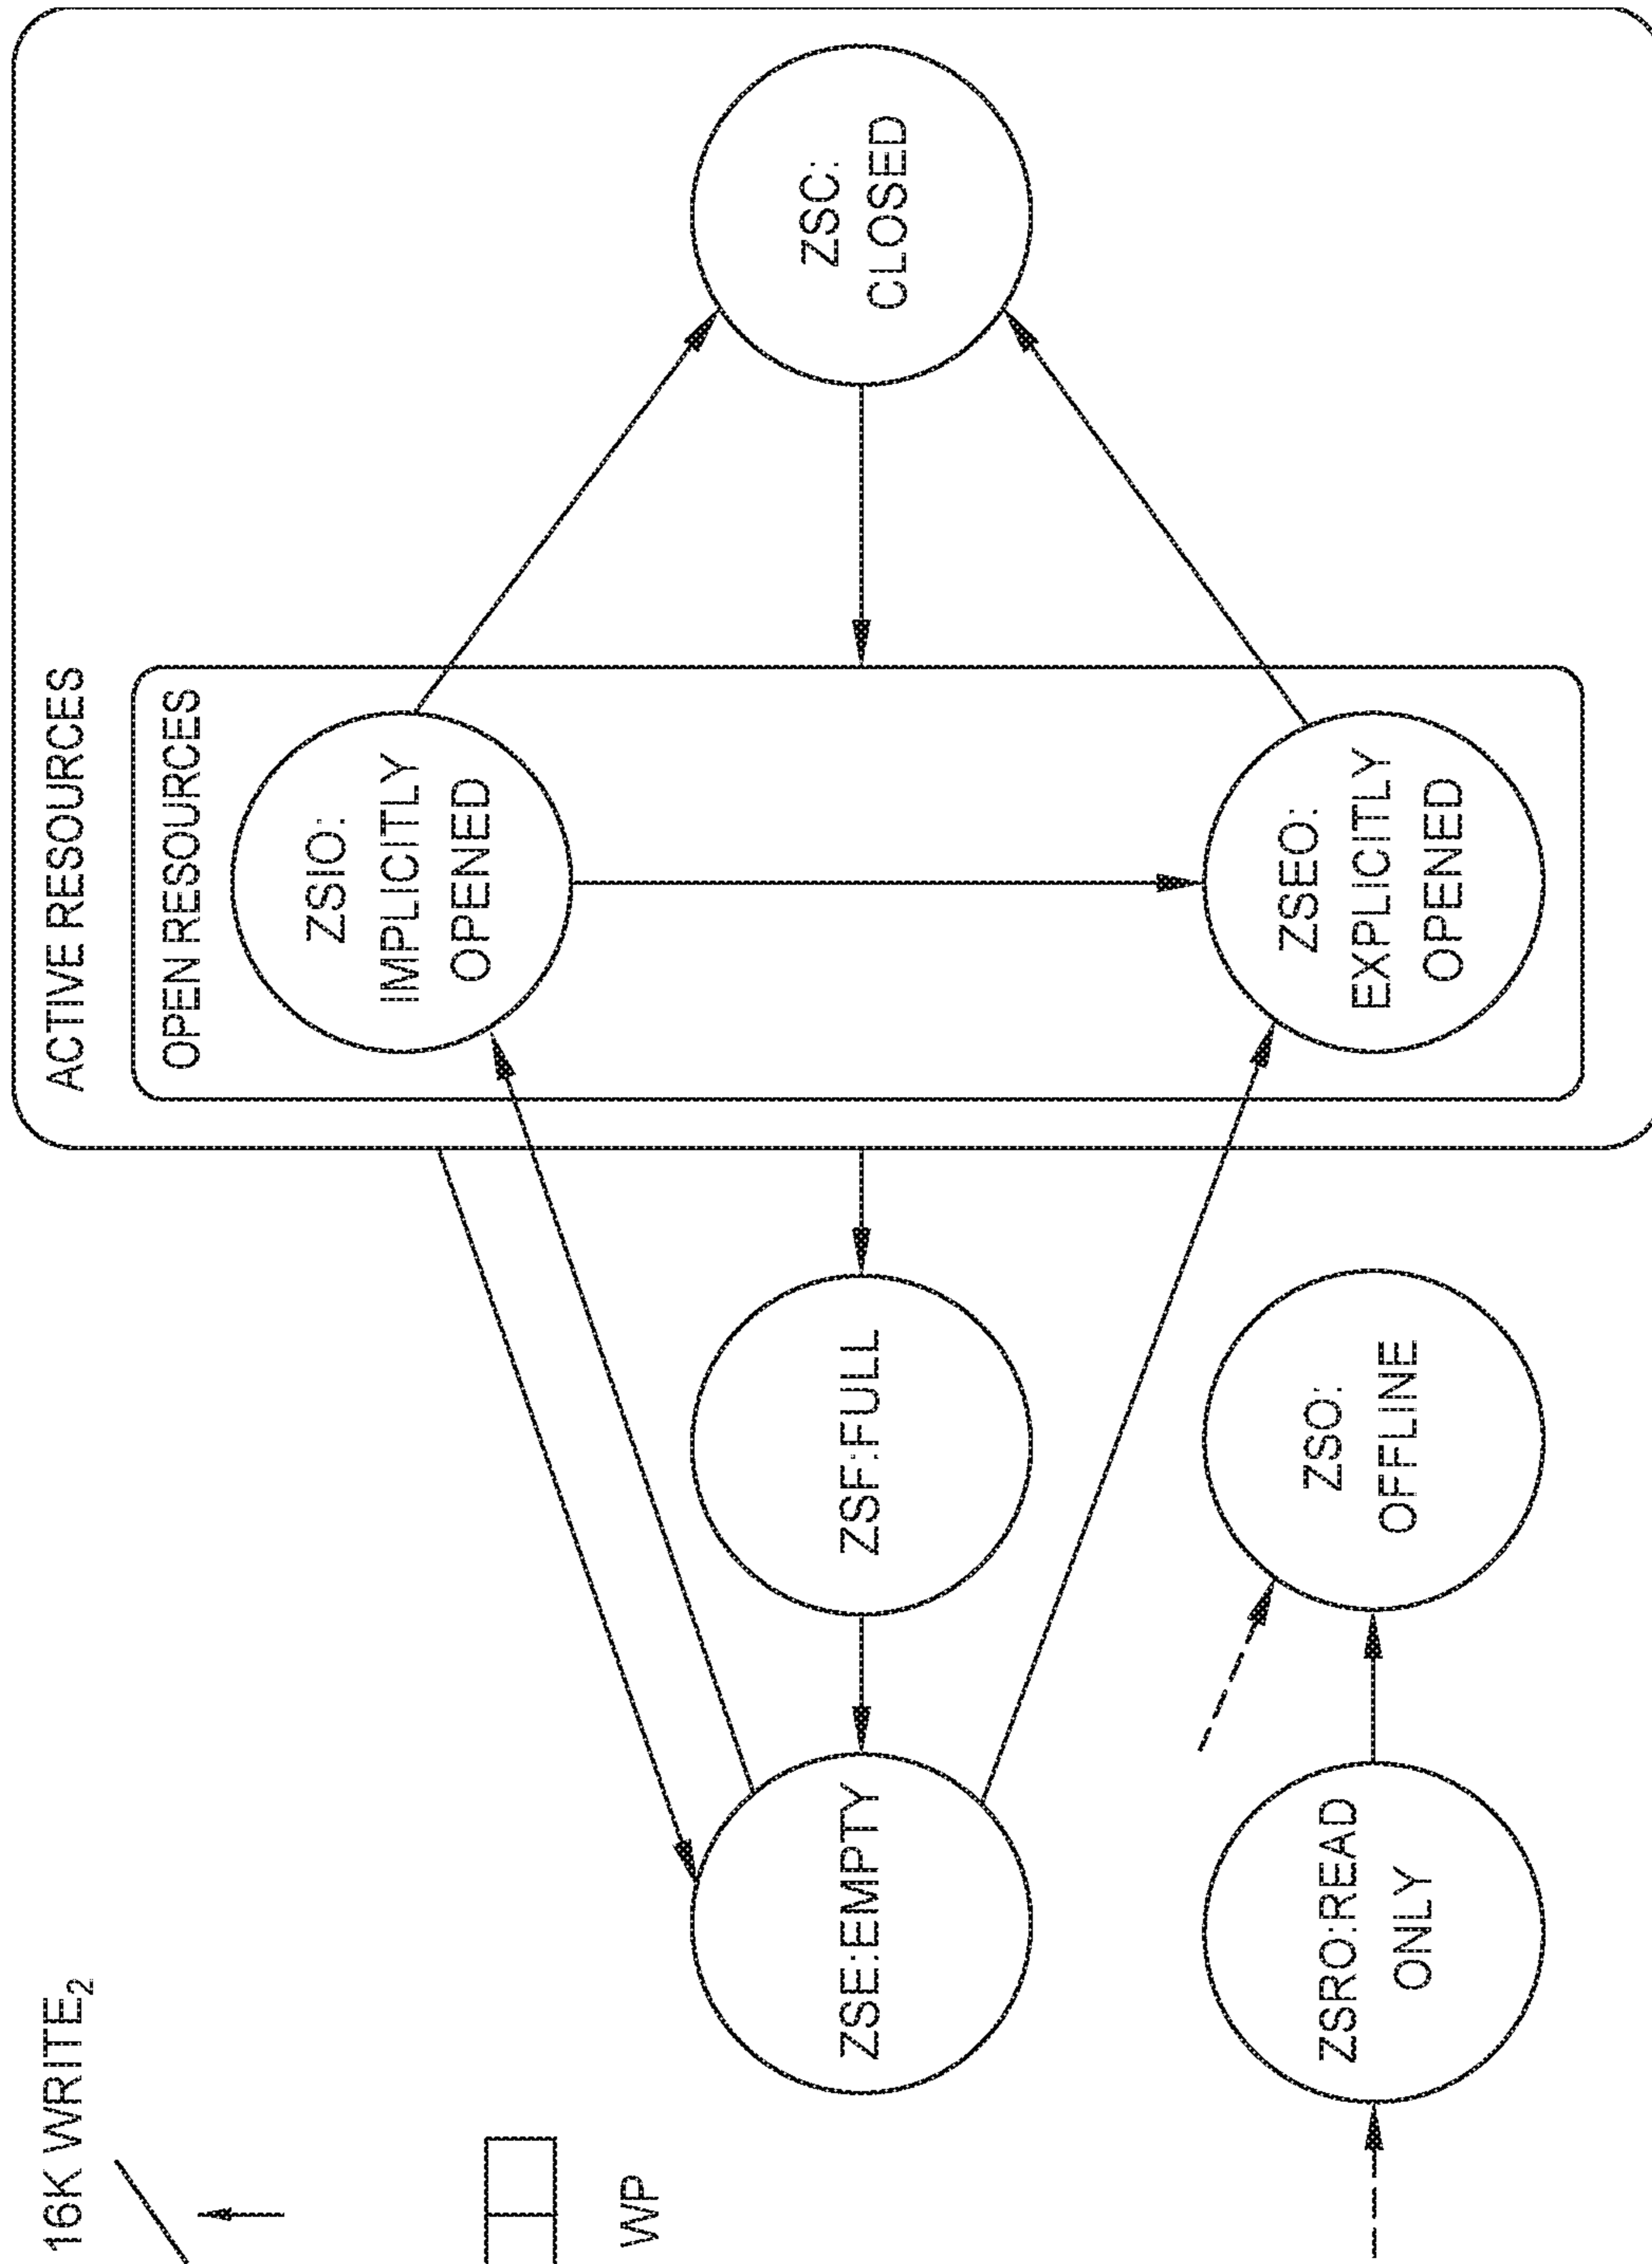 16K WRITE₂
WP
ACTIVE RESOURCES
OPEN RESOURCES
ZSIO:
IMPLICITLY
OPENED
ZSC:
CLOSED
ZSE:EMPTY
ZSF:FULL
ZSEO:
EXPLICITLY
OPENED
ZSRO:READ
ONLY
ZSO:
OFFLINE